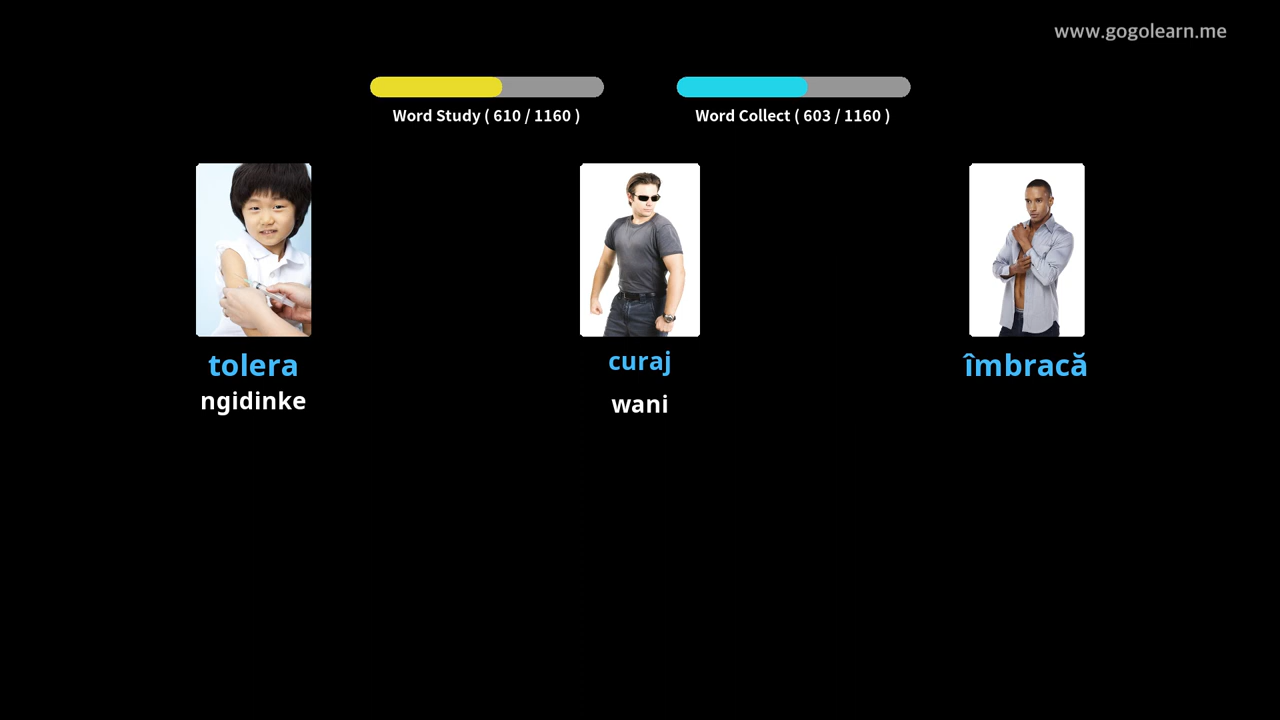 www.gogolearn.me
Word Study ( 610 / 1160 )
Word Collect ( 603 / 1160 )
tolera
ngidinke
curaj
wani
îmbracă